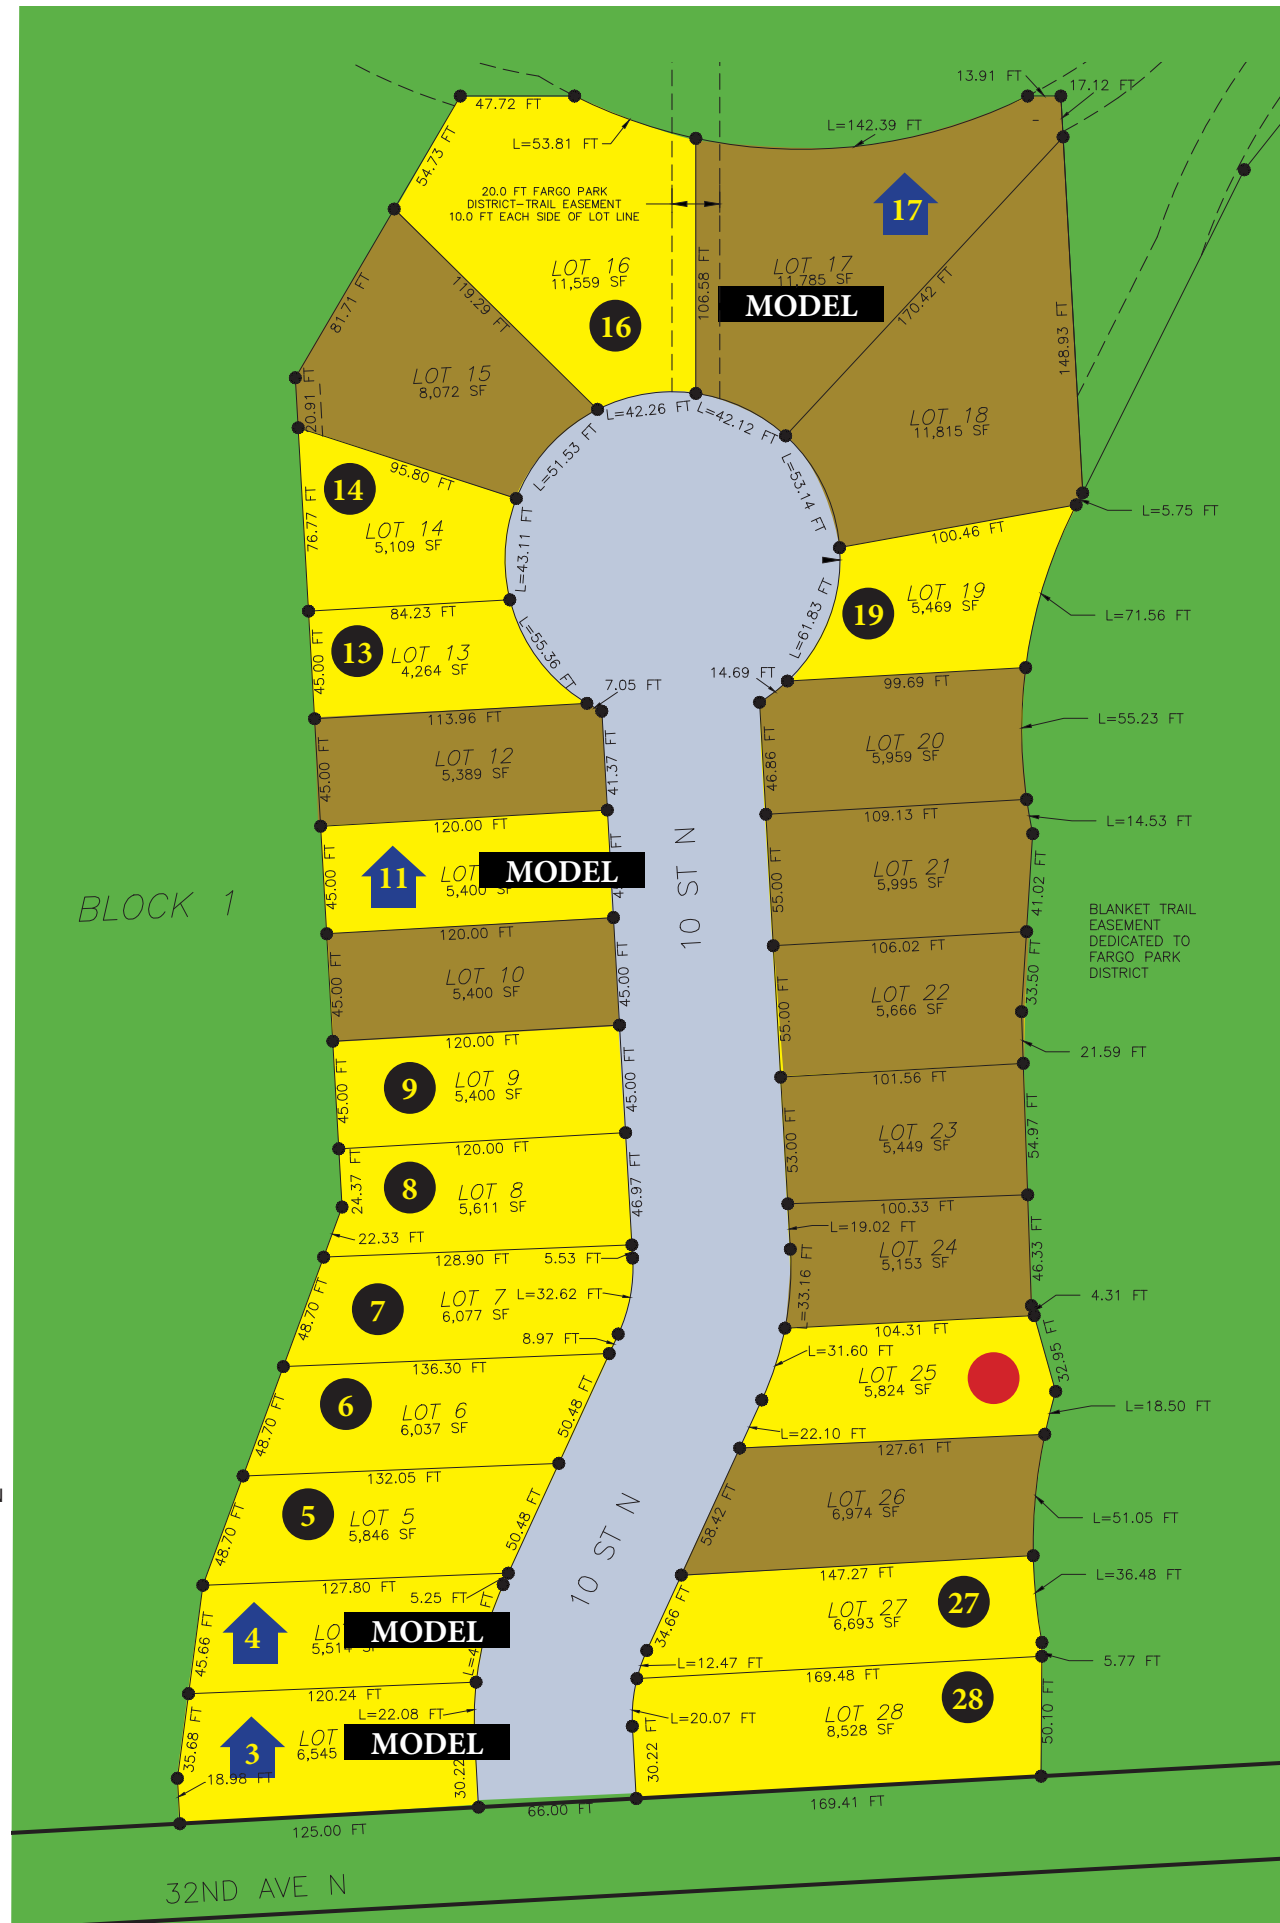 13.91 FT
17.12 FT
47.72 FT
L=53.81 FT
L=142.39 FT
54.73 FT
20.0 FT FARGO PARK
DISTRICT-TRAIL EASEMENT
10.0 FT EACH SIDE OF LOT LINE
17
LOT 16
11,559 SF
16
106.58 FT
LOT 17
11,785 SF
MODEL
170.42 FT
119.29 FT
81.71 FT
148.93 FT
LOT 15
8,072 SF
20.91 FT
L=42.26 FT
L=42.12 FT
LOT 18
11,815 SF
L=51.53 FT
L=53.14 FT
95.80 FT
14
LOT 14
5,109 SF
76.77 FT
L=43.11 FT
L=5.75 FT
100.46 FT
LOT 19
5,469 SF
19
L=61.83 FT
L=71.56 FT
84.23 FT
13
LOT 13
4,264 SF
45.00 FT
L=55.36 FT
7.05 FT
14.69 FT
99.69 FT
113.96 FT
L=55.23 FT
LOT 12
5,389 SF
45.00 FT
41.37 FT
46.86 FT
LOT 20
5,959 SF
120.00 FT
109.13 FT
L=14.53 FT
11
LOT
5,400 SF
MODEL
45.00 FT
10 ST N
55.00 FT
LOT 21
5,995 SF
41.02 FT
BLOCK 1
BLANKET TRAIL
EASEMENT
DEDICATED TO
FARGO PARK
DISTRICT
120.00 FT
106.02 FT
LOT 10
5,400 SF
45.00 FT
45.00 FT
55.00 FT
LOT 22
5,666 SF
33.50 FT
21.59 FT
120.00 FT
101.56 FT
9
LOT 9
5,400 SF
45.00 FT
45.00 FT
53.00 FT
LOT 23
5,449 SF
54.97 FT
120.00 FT
24.37 FT
8
LOT 8
5,611 SF
46.97 FT
100.33 FT
L=19.02 FT
22.33 FT
128.90 FT
5.53 FT
LOT 24
5,153 SF
L=33.16 FT
46.33 FT
7
LOT 7
6,077 SF
L=32.62 FT
48.70 FT
8.97 FT
4.31 FT
104.31 FT
32.95 FT
136.30 FT
L=31.60 FT
LOT 25
5,824 SF
6
LOT 6
6,037 SF
48.70 FT
50.48 FT
L=18.50 FT
L=22.10 FT
127.61 FT
132.05 FT
5
LOT 5
5,846 SF
48.70 FT
50.48 FT
10 ST N
58.42 FT
LOT 26
6,974 SF
L=51.05 FT
127.80 FT
5.25 FT
147.27 FT
L=36.48 FT
4
5,514
MODEL
45.66 FT
34.66 FT
LOT 27
6,693 SF
27
L=12.47 FT
169.48 FT
5.77 FT
120.24 FT
L=22.08 FT
L=20.07 FT
LOT 28
8,528 SF
28
3
LOT
6,545
MODEL
35.68 FT
18.98 FT
30.22
30.22 FT
50.10 FT
125.00 FT
66.00 FT
169.41 FT
32ND AVE N